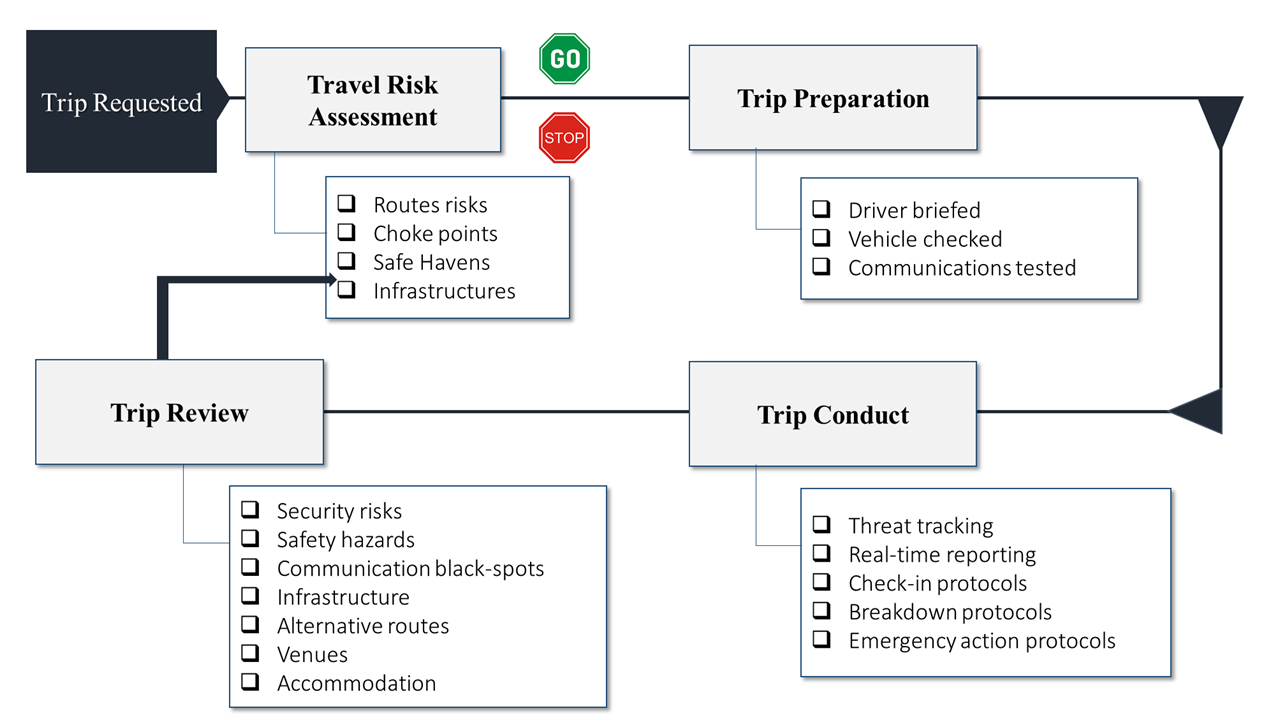 Trip Requested
Travel Risk
Assessment
GO
STOP
Trip Preparation
Routes risks
Choke points
Safe Havens
Infrastructures
Driver briefed
Vehicle checked
Communications tested
Trip Review
Trip Conduct
Security risks
Safety hazards
Communication black-spots
Infrastructure
Alternative routes
Venues
Accommodation
Threat tracking
Real-time reporting
Check-in protocols
Breakdown protocols
Emergency action protocols